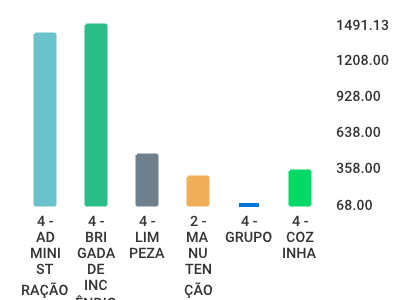 1491.13
1208.00
928.00
638.00
358.00
68.00
4 -
AD
MINI
ST
RAÇÃO
4 -
BRI
GADA
DE
INC
ÊNDIO
4 -
LIM
PEZA
2 -
MA
NU
TEN
ÇÃO
4 -
GRUPO
4 -
COZ
INHA